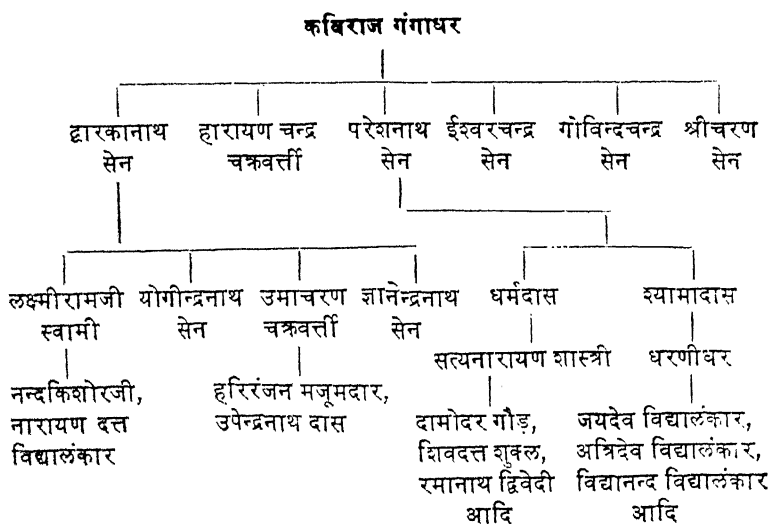 कविराज गंगाधर
द्वारकानाथ हारायण चन्द्र परेशनाथ ईश्वरचन्द्र गोविन्दचन्द्र श्रीचरण
सेन चक्रवर्त्ती सेन सेन सेन सेन
लक्ष्मीरामजी योगीन्द्रनाथ उमाचरण ज्ञानेन्द्रनाथ धर्मदास श्यामादास
स्वामी सेन चक्रवर्त्ती सेन
सत्यनारायण शास्त्री धरणीधर
नन्दकिशोरजी, हरिरंजन मजूमदार,
नारायण दत्त उपेन्द्रनाथ दास
विद्यालंकार
दामोदर गौड़, जयदेव विद्यालंकार,
शिवदत्त शुक्ल, अत्रिदेव विद्यालंकार,
रमानाथ द्विवेदी विद्यानन्द विद्यालंकार
आदि आदि